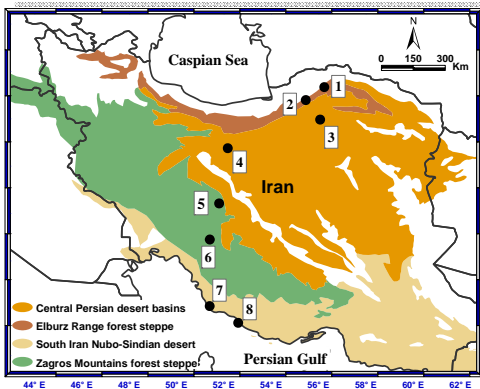 N
Caspian Sea
0 150 300
Km
1
2
3
4
Iran
5
6
7
8
Central Persian desert basins
Elburz Range forest steppe
South Iran Nubo-Sindian desert
Zagros Mountains forest steppe
Persian Gulf
44° E 46° E 48° E 50° E 52° E 54° E 56° E 58° E 60° E 62° E